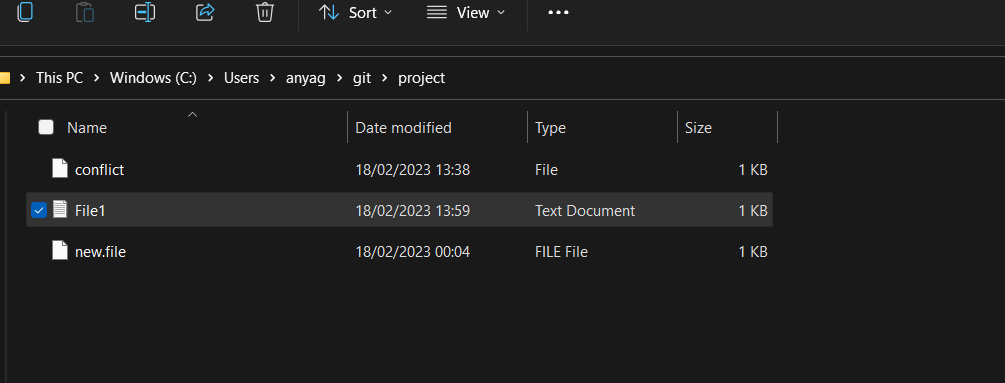 Sort View
This PC > Windows (C:) > Users > anyag > git > project
Name Date modified Type Size
conflict 18/02/2023 13:38 File 1 KB
File1 18/02/2023 13:59 Text Document 1 KB
new.file 18/02/2023 00:04 FILE File 1 KB